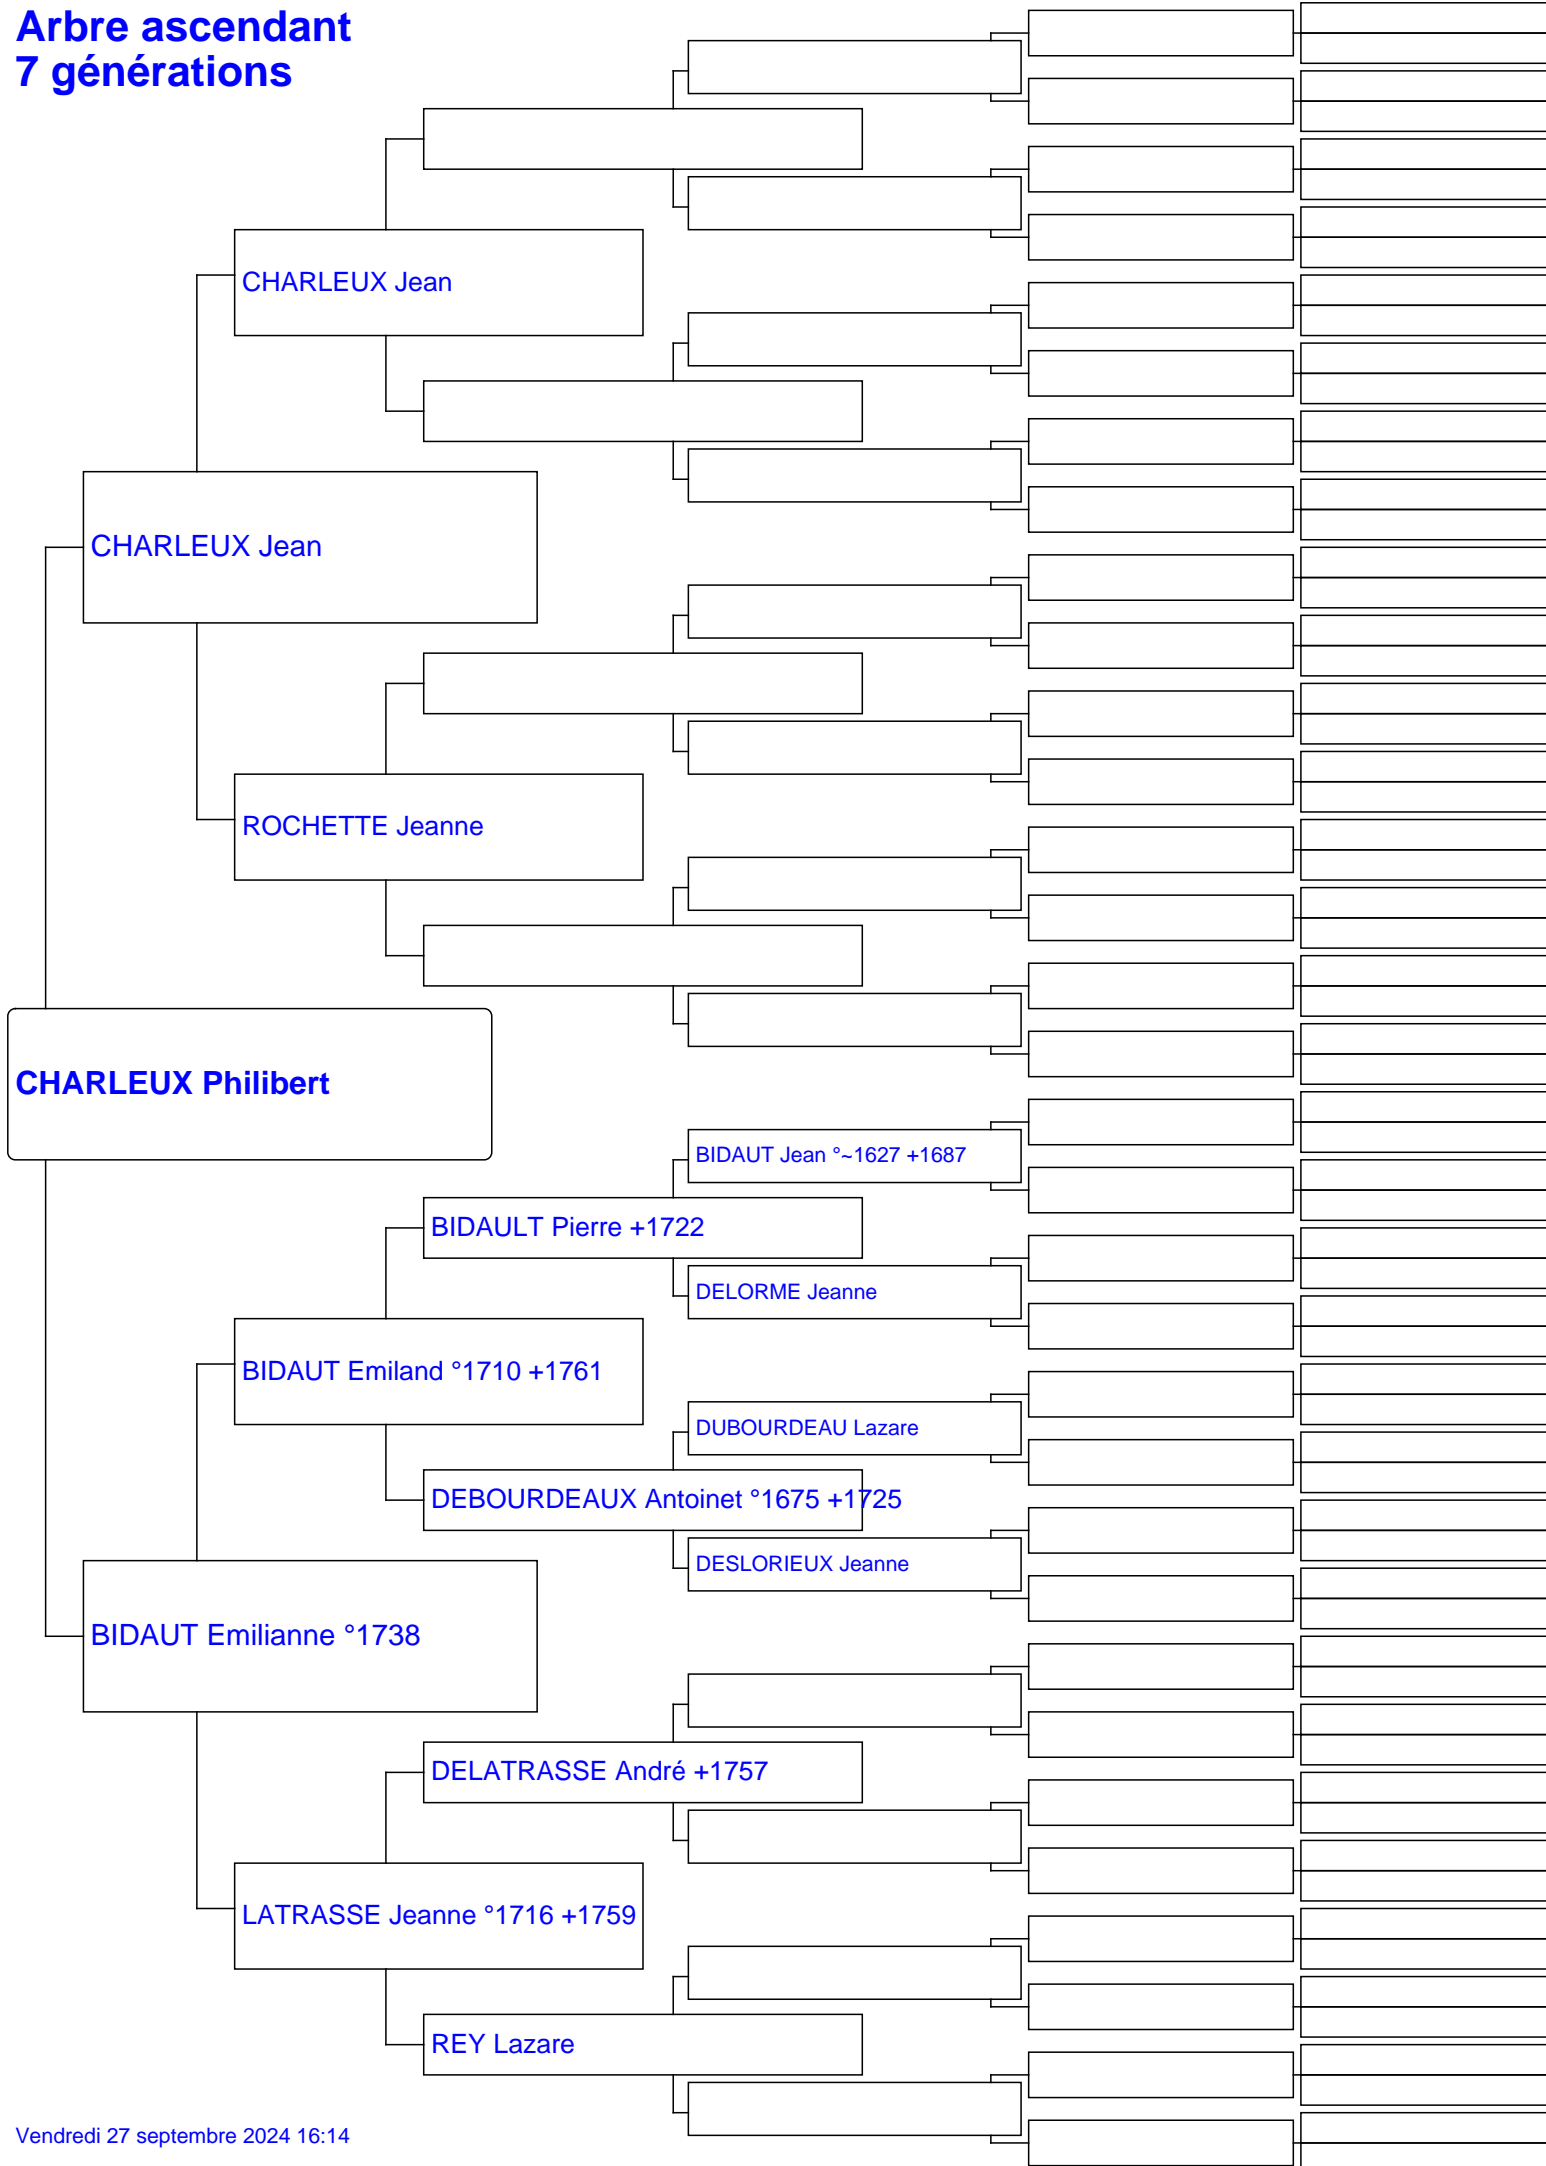 Arbre ascendant
7 générations
CHARLEUX Jean
CHARLEUX Jean
ROCHETTE Jeanne
CHARLEUX Philibert
BIDAUT Jean °~1627 +1687
BIDAULT Pierre +1722
DELORME Jeanne
BIDAUT Emiland °1710 +1761
DUBOURDEAU Lazare
DEBOURDEAUX Antoinet °1675 +1725
DESLORIEUX Jeanne
BIDAUT Emilianne °1738
DELATRASSE André +1757
LATRASSE Jeanne °1716 +1759
REY Lazare
Vendredi 27 septembre 2024 16:14